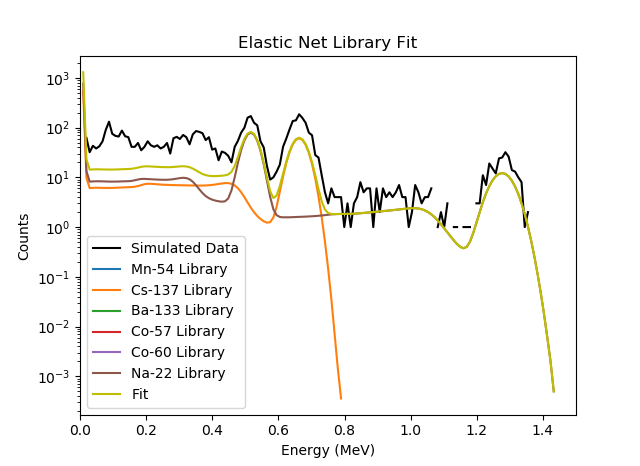 Elastic Net Library Fit
Counts
10³
10²
10¹
10⁰
10⁻¹
10⁻²
10⁻³
Simulated Data
Mn-54 Library
Cs-137 Library
Ba-133 Library
Co-57 Library
Co-60 Library
Na-22 Library
Fit
0.0 0.2 0.4 0.6 0.8 1.0 1.2 1.4
Energy (MeV)